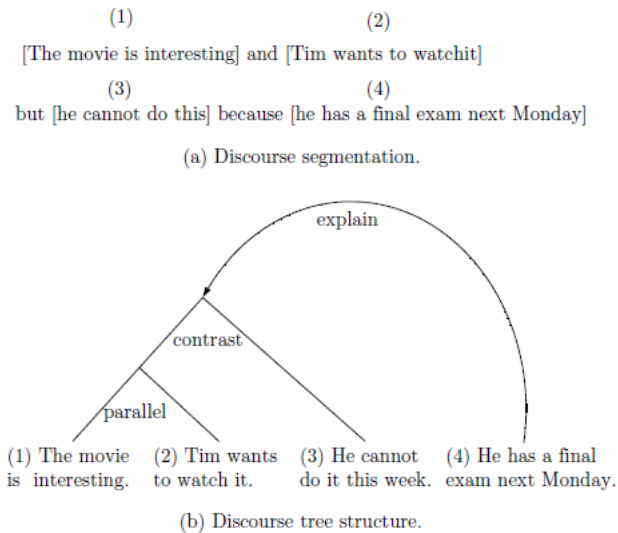 (1) (2)
[The movie is interesting] and [Tim wants to watchit]
(3) (4)
but [he cannot do this] because [he has a final exam next Monday]
(a) Discourse segmentation.
explain
contrast
parallel
(1) The movie (2) Tim wants (3) He cannot (4) He has a final
is interesting. to watch it. do it this week. exam next Monday.
(b) Discourse tree structure.